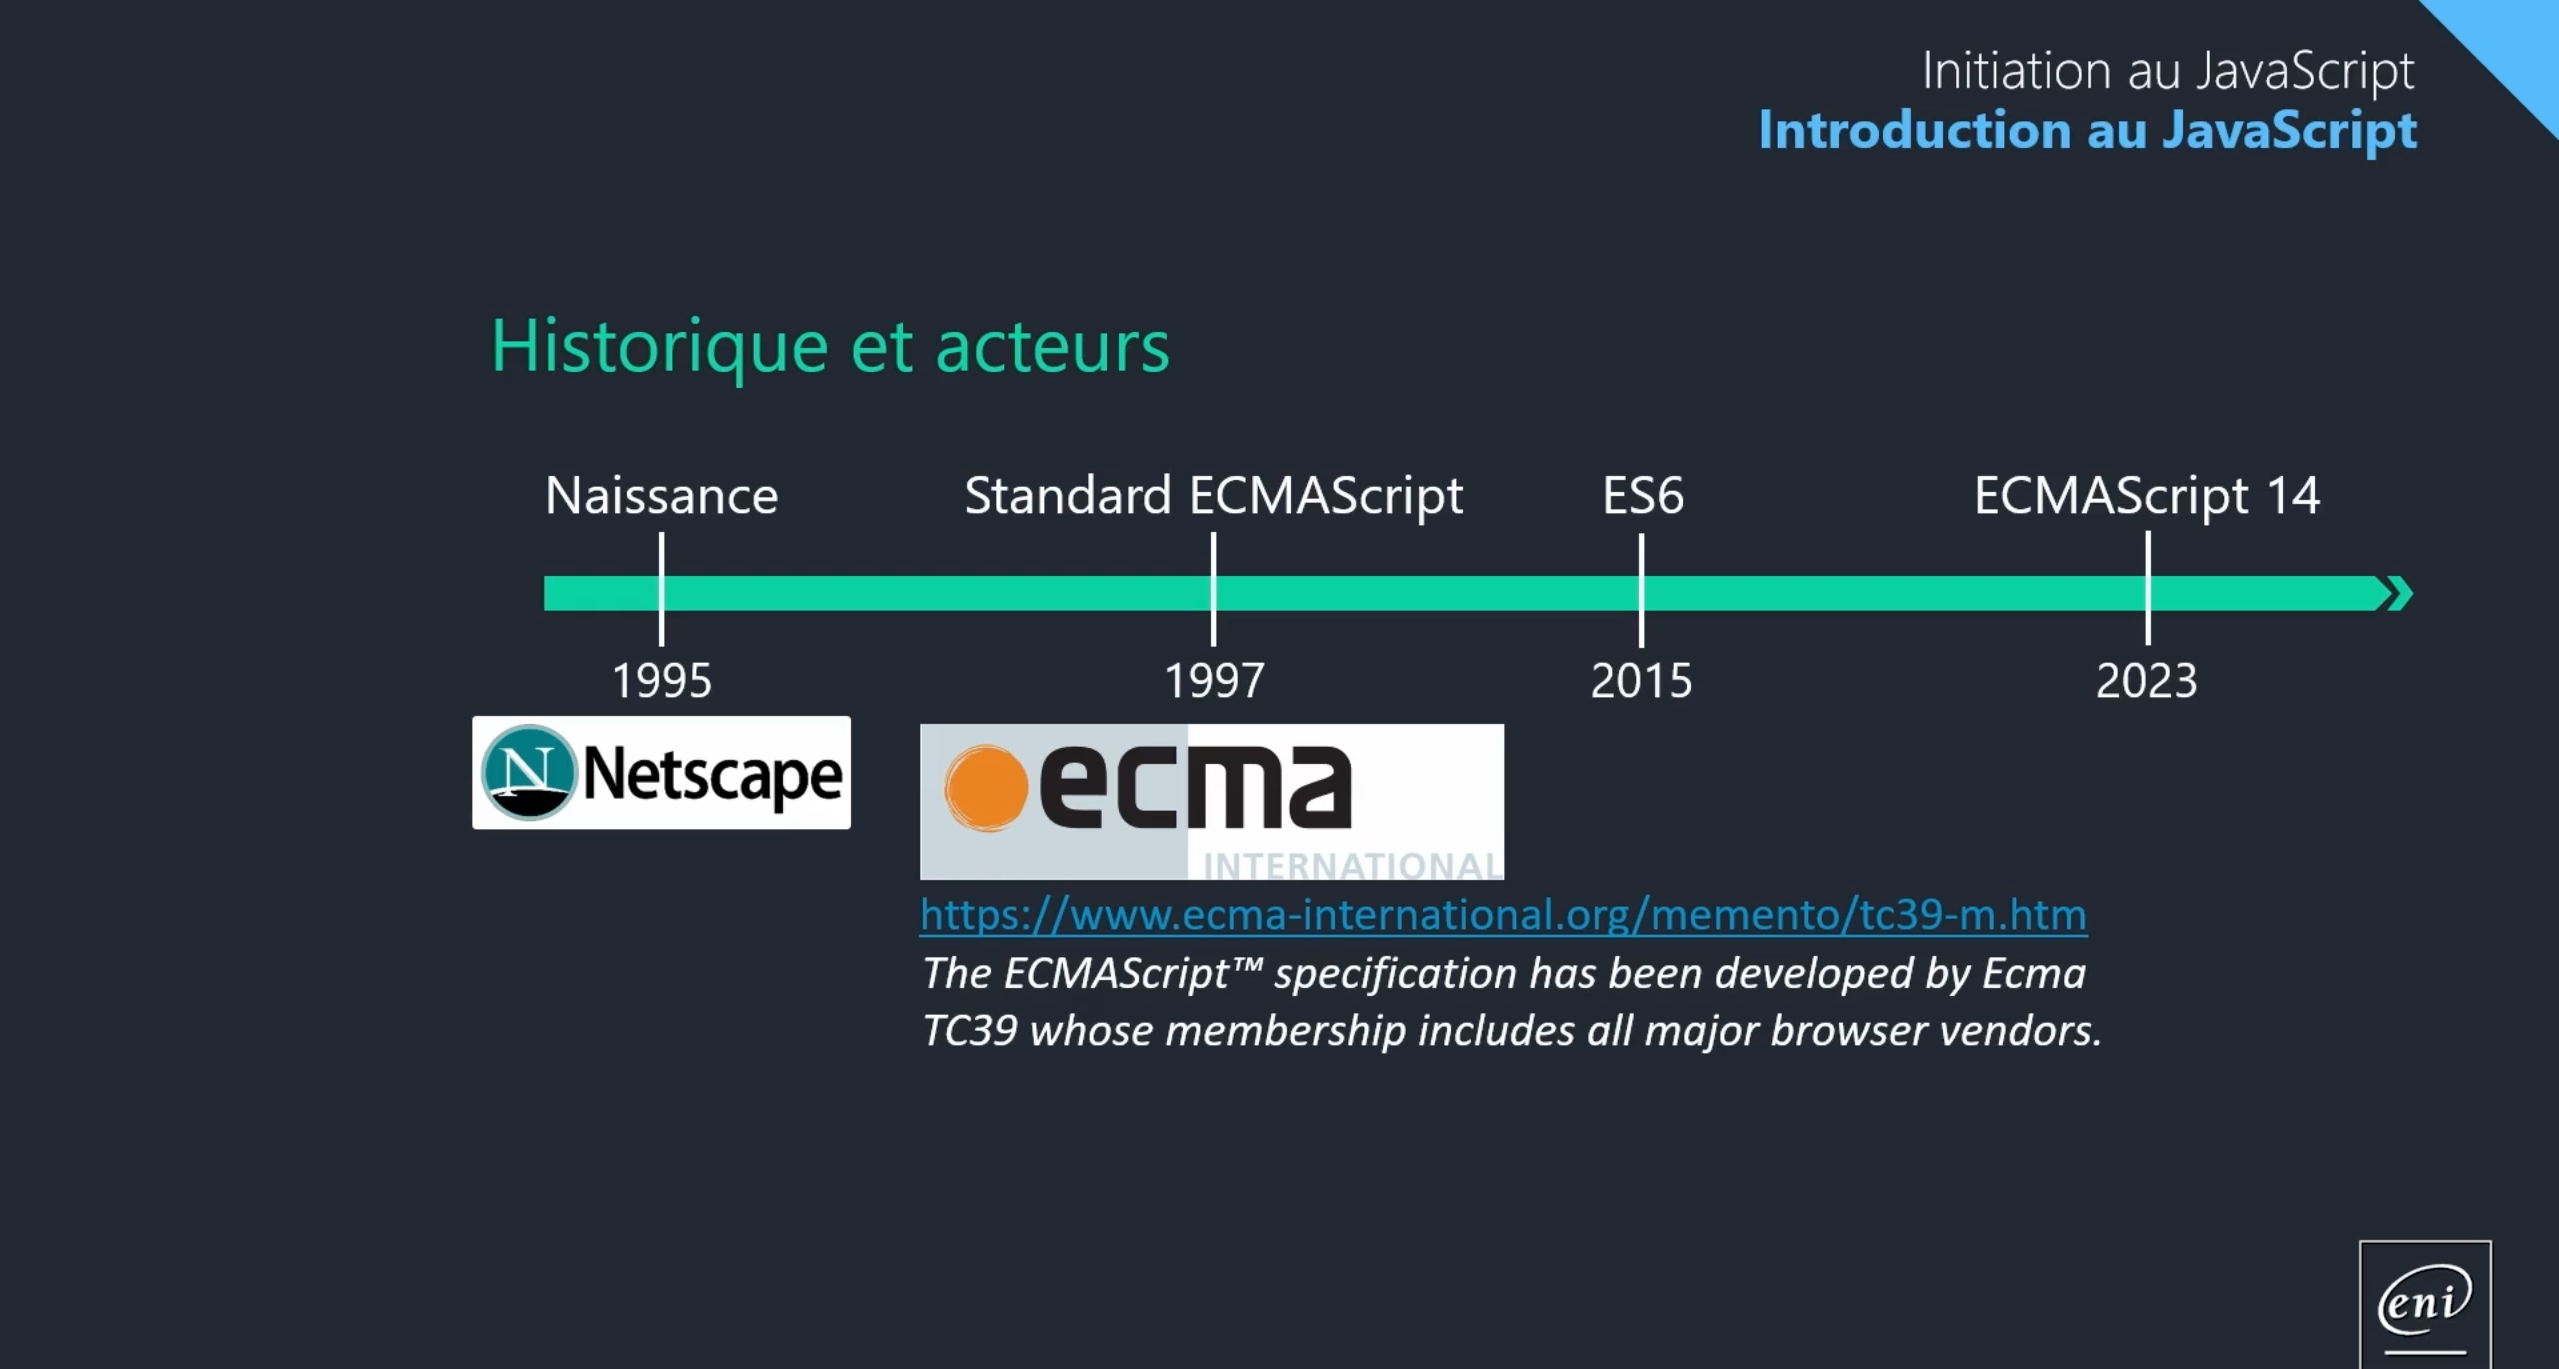 Initiation au JavaScript
Introduction au JavaScript
Historique et acteurs
Naissance
Standard ECMAScript
ES6
ECMAScript 14
1995
1997
2015
2023
N Netscape
ecma
INTERNATIONAL
https://www.ecma-international.org/memento/tc39-m.htm
The ECMAScript™ specification has been developed by Ecma
TC39 whose membership includes all major browser vendors.
eni